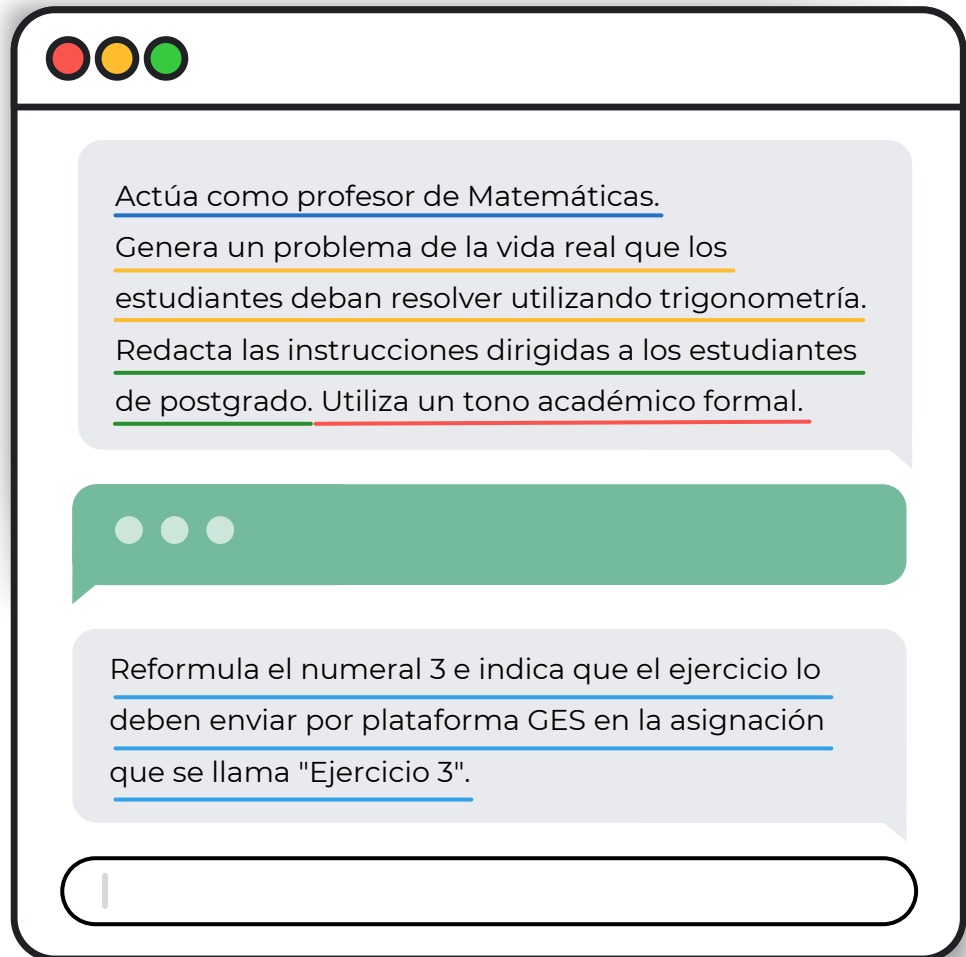 Actúa como profesor de Matemáticas.
Genera un problema de la vida real que los
estudiantes deban resolver utilizando trigonometría.
Redacta las instrucciones dirigidas a los estudiantes
de postgrado. Utiliza un tono académico formal.
Reformula el numeral 3 e indica que el ejercicio lo
deben enviar por plataforma GES en la asignación
que se llama "Ejercicio 3".